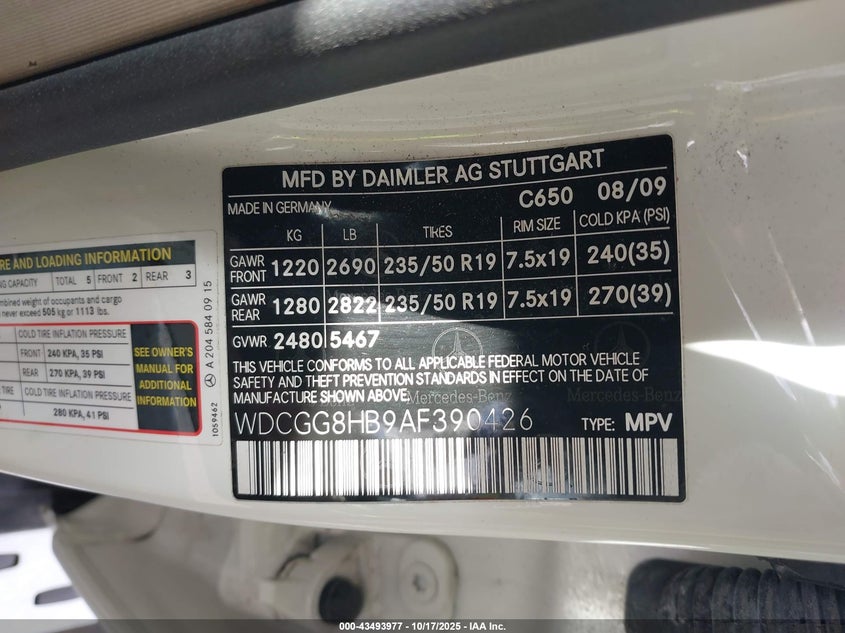 MFD BY DAIMLER AG STUTTGART
MADE IN GERMANY C650 08/09
KG LB TIRES RIM SIZE COLD KPA (PSI)
GAWR FRONT 1220 2690 235/50 R19 7.5x19 240(35)
GAWR REAR 1280 2822 235/50 R19 7.5x19 270(39)
GVWR 2480 5467
THIS VEHICLE CONFORMS TO ALL APPLICABLE FEDERAL MOTOR VEHICLE
SAFETY AND THEFT PREVENTION STANDARDS IN EFFECT ON THE DATE OF
MANUFACTURE SHOWN ABOVE.
Mercedes-Benz
WDCGG8HB9AF390426 TYPE: MPV
AND LOADING INFORMATION
CAPACITY TOTAL 5 FRONT 2 REAR 3
weight of occupants and cargo
never exceed 505 kg or 1113 lbs.
COLD TIRE INFLATION PRESSURE
FRONT 240 KPA, 35 PSI
REAR 270 KPA, 39 PSI
COLD TIRE INFLATION PRESSURE
280 KPA, 41 PSI
SEE OWNER'S
MANUAL FOR
ADDITIONAL
INFORMATION
A 204 584 09 15
1059462
000-43493977 | 10/17/2025 | IAA Inc.